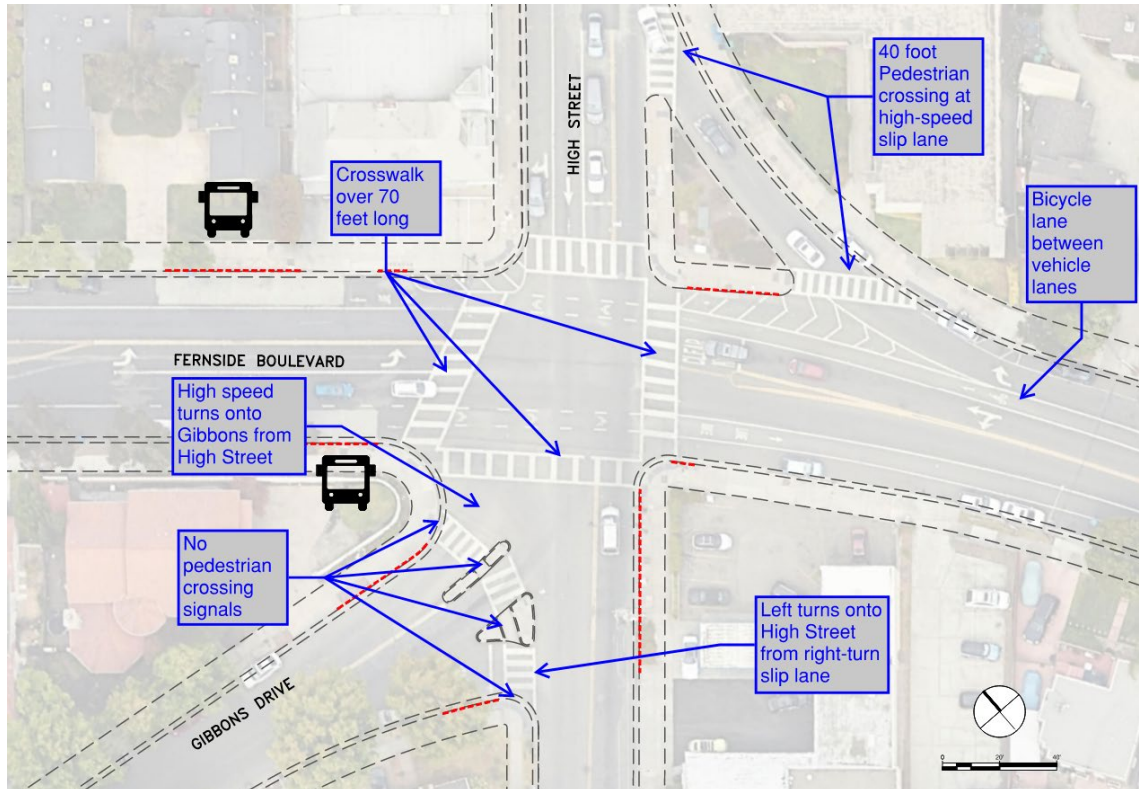 HIGH STREET
40 foot
Pedestrian
crossing at
high-speed
slip lane
Crosswalk
over 70
feet long
Bicycle
lane
between
vehicle
lanes
FERNSIDE BOULEVARD
High speed
turns onto
Gibbons from
High Street
No
pedestrian
crossing
signals
Left turns onto
High Street
from right-turn
slip lane
GIBBONS DRIVE
0 20' 40'